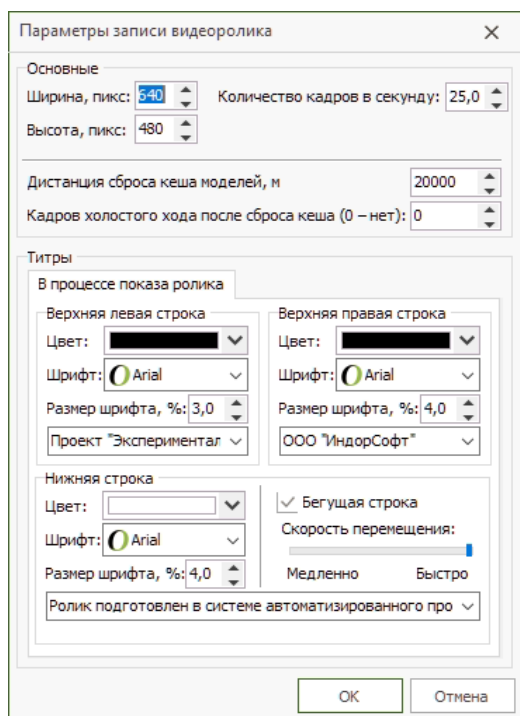 Параметры записи видеоролика
Основные
Ширина, пикс: 640 Количество кадров в секунду: 25,0
Высота, пикс: 480
Дистанция сброса кеша моделей, м 20000
Кадров холостого хода после сброса кеша (0 – нет): 0
Титры
В процессе показа ролика
Верхняя левая строка
Цвет:
Шрифт: Arial
Размер шрифта, %: 3,0
Проект "Эксперименталь
Верхняя правая строка
Цвет:
Шрифт: Arial
Размер шрифта, %: 4,0
ООО "ИндорСофт"
Нижняя строка
Цвет:
Шрифт: Arial
Размер шрифта, %: 4,0
Бегущая строка
Скорость перемещения:
Медленно Быстро
Ролик подготовлен в системе автоматизированного про
ОК Отмена